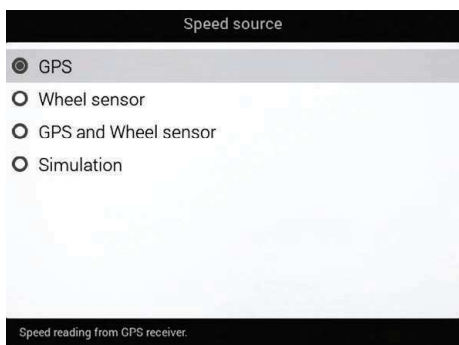 Speed source
GPS
Wheel sensor
GPS and Wheel sensor
Simulation
Speed reading from GPS receiver.